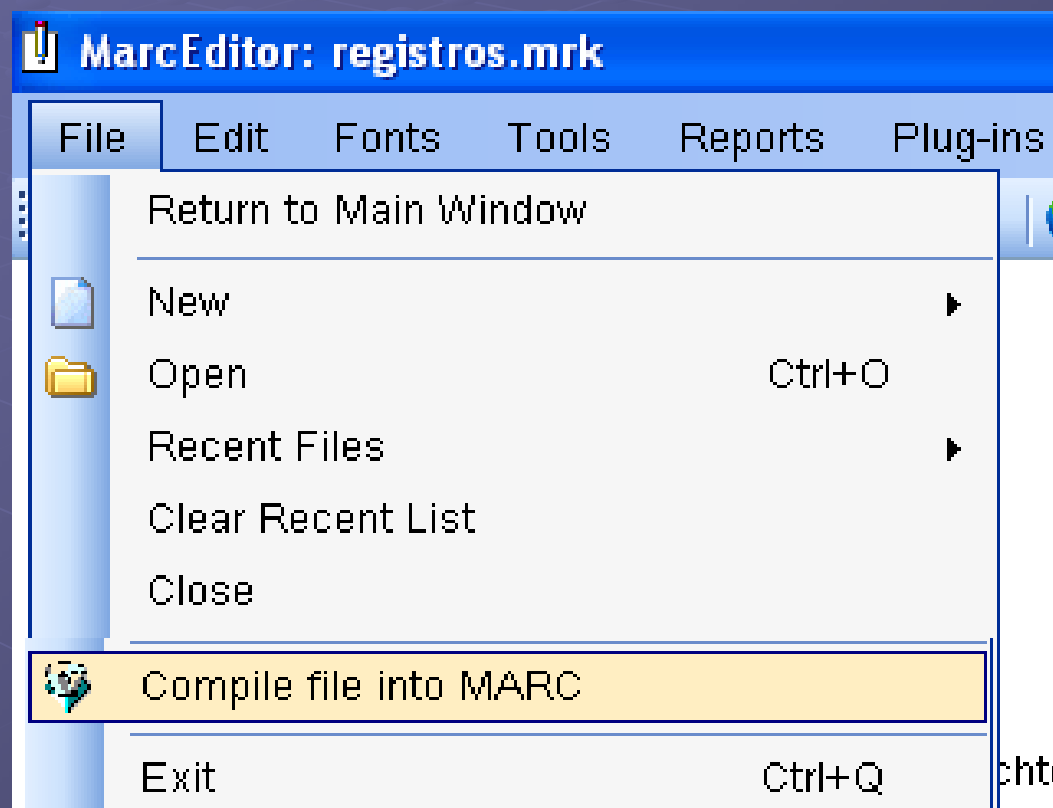 MarcEditor: registros.mrk
File Edit Fonts Tools Reports Plug-ins
Return to Main Window
New
Open Ctrl+O
Recent Files
Clear Recent List
Close
Compile file into MARC
Exit Ctrl+Q